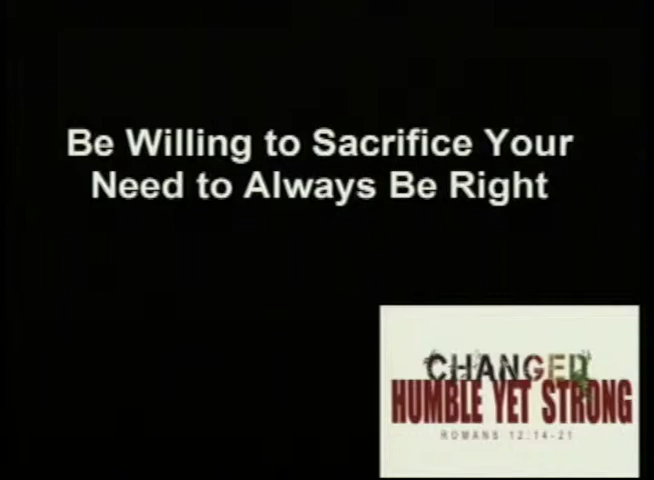 Be Willing to Sacrifice Your
Need to Always Be Right
CHANGED
HUMBLE YET STRONG
ROMANS 12:14-21